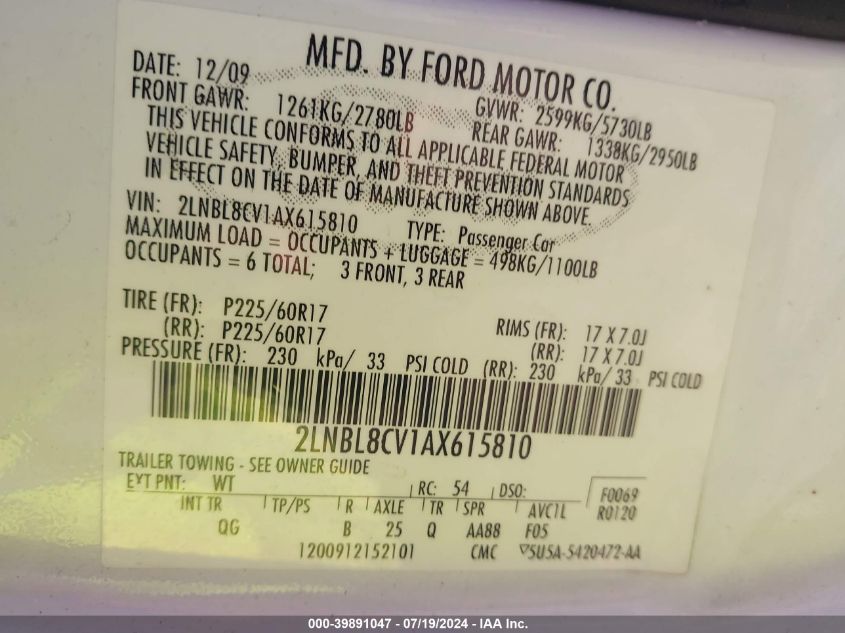 MFD. BY FORD MOTOR CO.
DATE: 12/09 GVWR: 2599KG/5730LB
FRONT GAWR: 1261KG/2780LB REAR GAWR: 1338KG/2950LB
THIS VEHICLE CONFORMS TO ALL APPLICABLE FEDERAL MOTOR
VEHICLE SAFETY, BUMPER, AND THEFT PREVENTION STANDARDS
IN EFFECT ON THE DATE OF MANUFACTURE SHOWN ABOVE.
VIN: 2LNBL8CV1AX615810 TYPE: Passenger Car
MAXIMUM LOAD = OCCUPANTS + LUGGAGE = 498KG/1100LB
OCCUPANTS = 6 TOTAL; 3 FRONT, 3 REAR
TIRE (FR): P225/60R17 RIMS (FR): 17 X 7.0J
(RR): P225/60R17 (RR): 17 X 7.0J
PRESSURE (FR): 230 kPa/ 33 PSI COLD (RR): 230 kPa/ 33 PSI COLD
2LNBL8CV1AX615810
TRAILER TOWING - SEE OWNER GUIDE
EXT PNT: WT RC: 54 DSO: F0069
INT TR TP/PS R AXLE TR SPR AVCIL R0120
QG B 25 Q AA88 F05
1200912152101 CMC 5U5A-5420472-AA
000-39891047 - 07/19/2024 - IAA Inc.